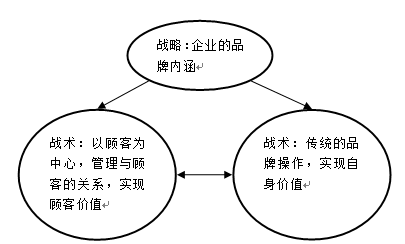 战略：企业的品
牌内涵↵
战术：以顾客为
中心，管理与顾
客的关系，实现
顾客价值↵
战术：传统的品
牌操作，实现自
身价值↵